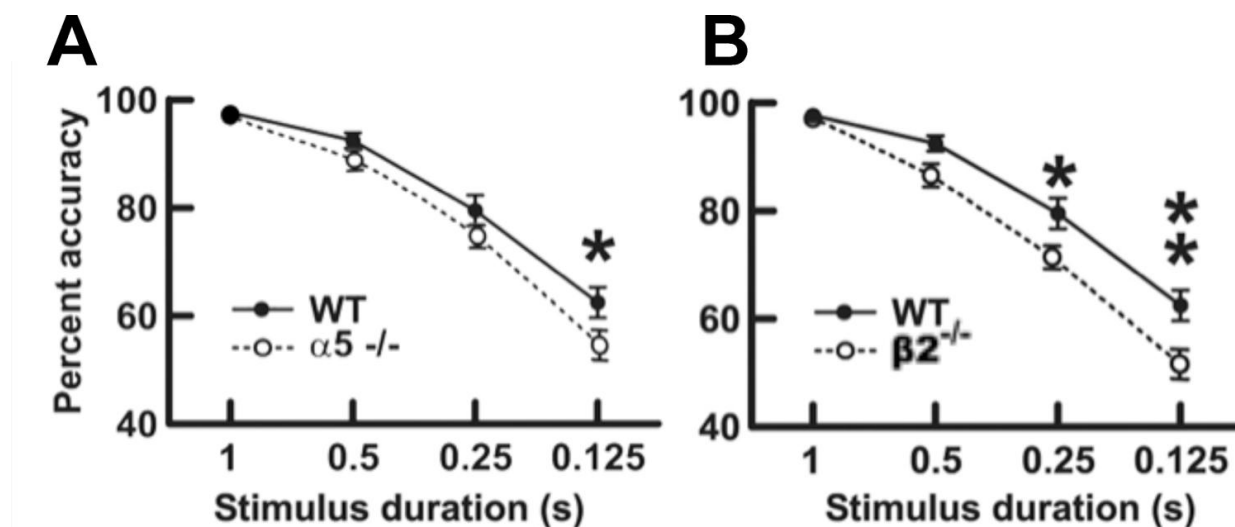 A
Percent accuracy
100
80
60
40
*
WT
α5 -/-
1 0.5 0.25 0.125
Stimulus duration (s)
B
100
80
60
40
*
*
*
WT
β2-/-
1 0.5 0.25 0.125
Stimulus duration (s)